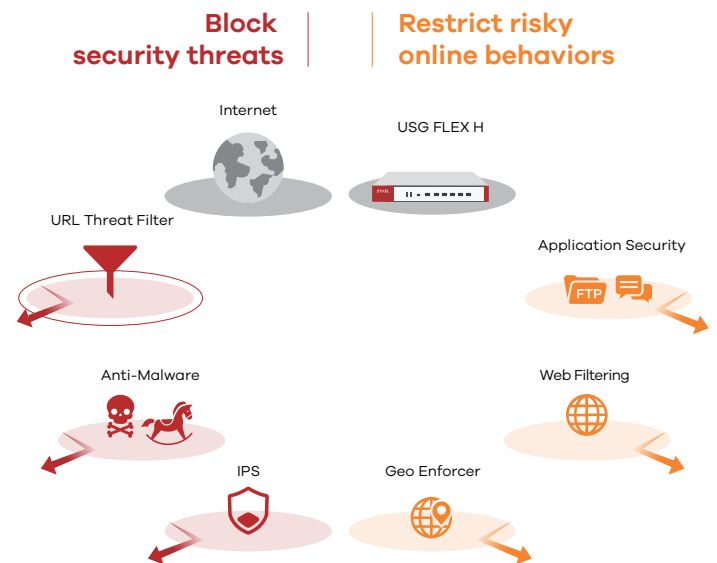 Block
security threats
Restrict risky
online behaviors
Internet
USG FLEX H
ZYXEL
URL Threat Filter
Application Security
FTP
Anti-Malware
Web Filtering
IPS
Geo Enforcer